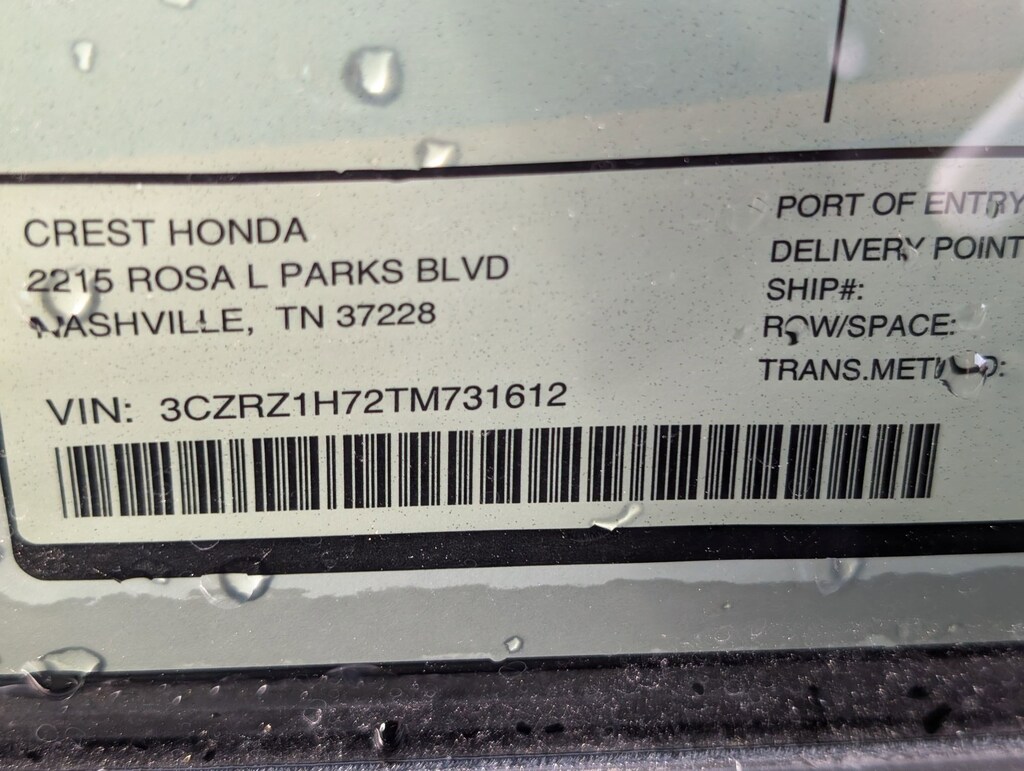 CREST HONDA
2215 ROSA L PARKS BLVD
NASHVILLE, TN 37228
VIN: 3CZRZ1H72TM731612
PORT OF ENTRY
DELIVERY POINT
SHIP#:
ROW/SPACE:
TRANS.METHOD: